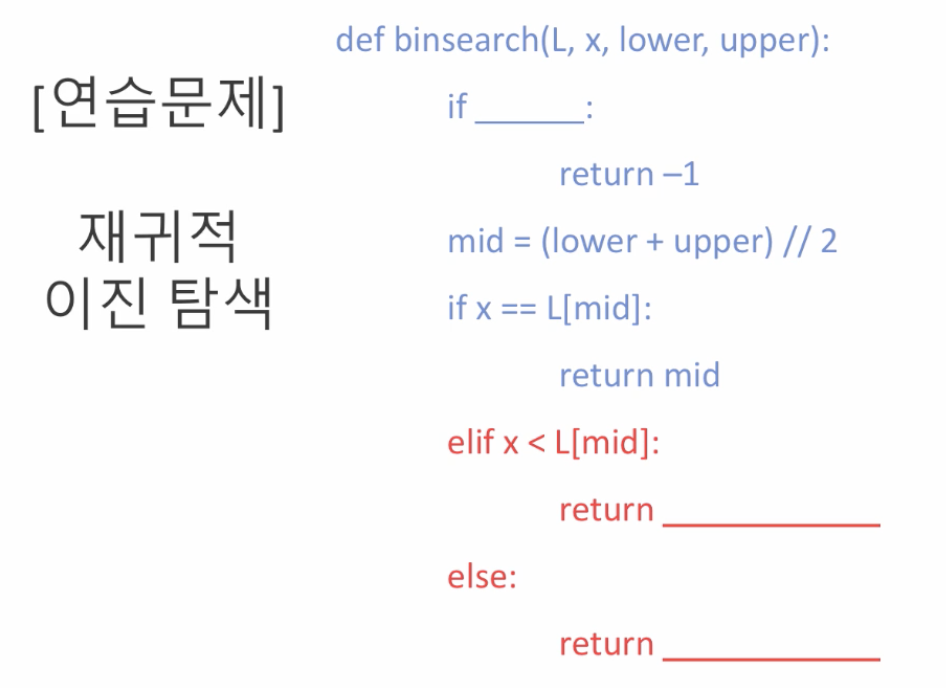 [연습문제]
재귀적
이진 탐색
def binsearch(L, x, lower, upper):
if ______:
return –1
mid = (lower + upper) // 2
if x == L[mid]:
return mid
elif x < L[mid]:
return ____________
else:
return ____________